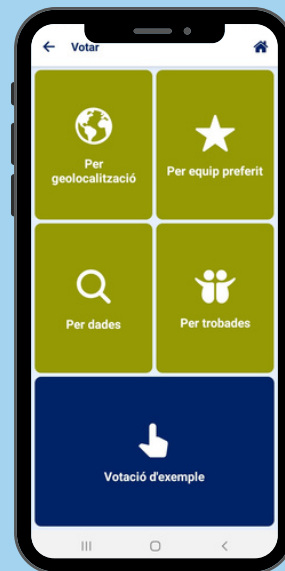 Votar
Per
geolocalització
Per equip preferit
Per dades
Per trobades
Votació d'exemple